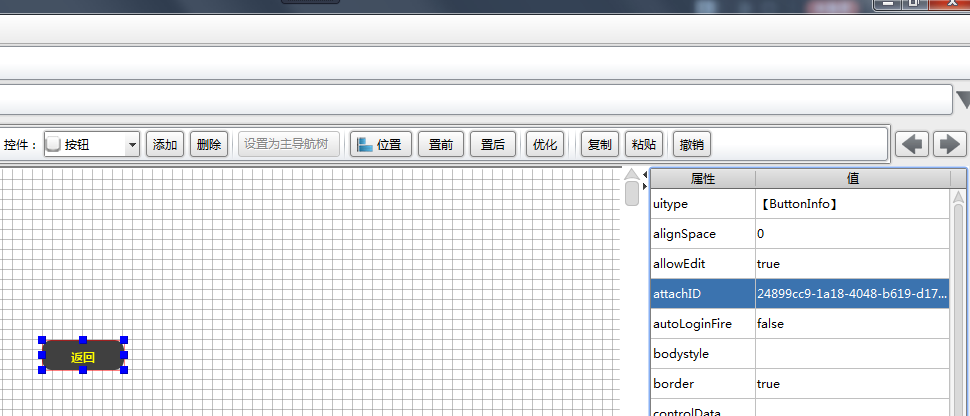 控件： 按钮 添加 删除 设置为主导航树 位置 置前 置后 优化 复制 粘贴 撤销
属性 值
uitype 【ButtonInfo】
alignSpace 0
allowEdit true
attachID 24899cc9-1a18-4048-b619-d17...
autoLoginFire false
bodystyle
border true
controlData
返回